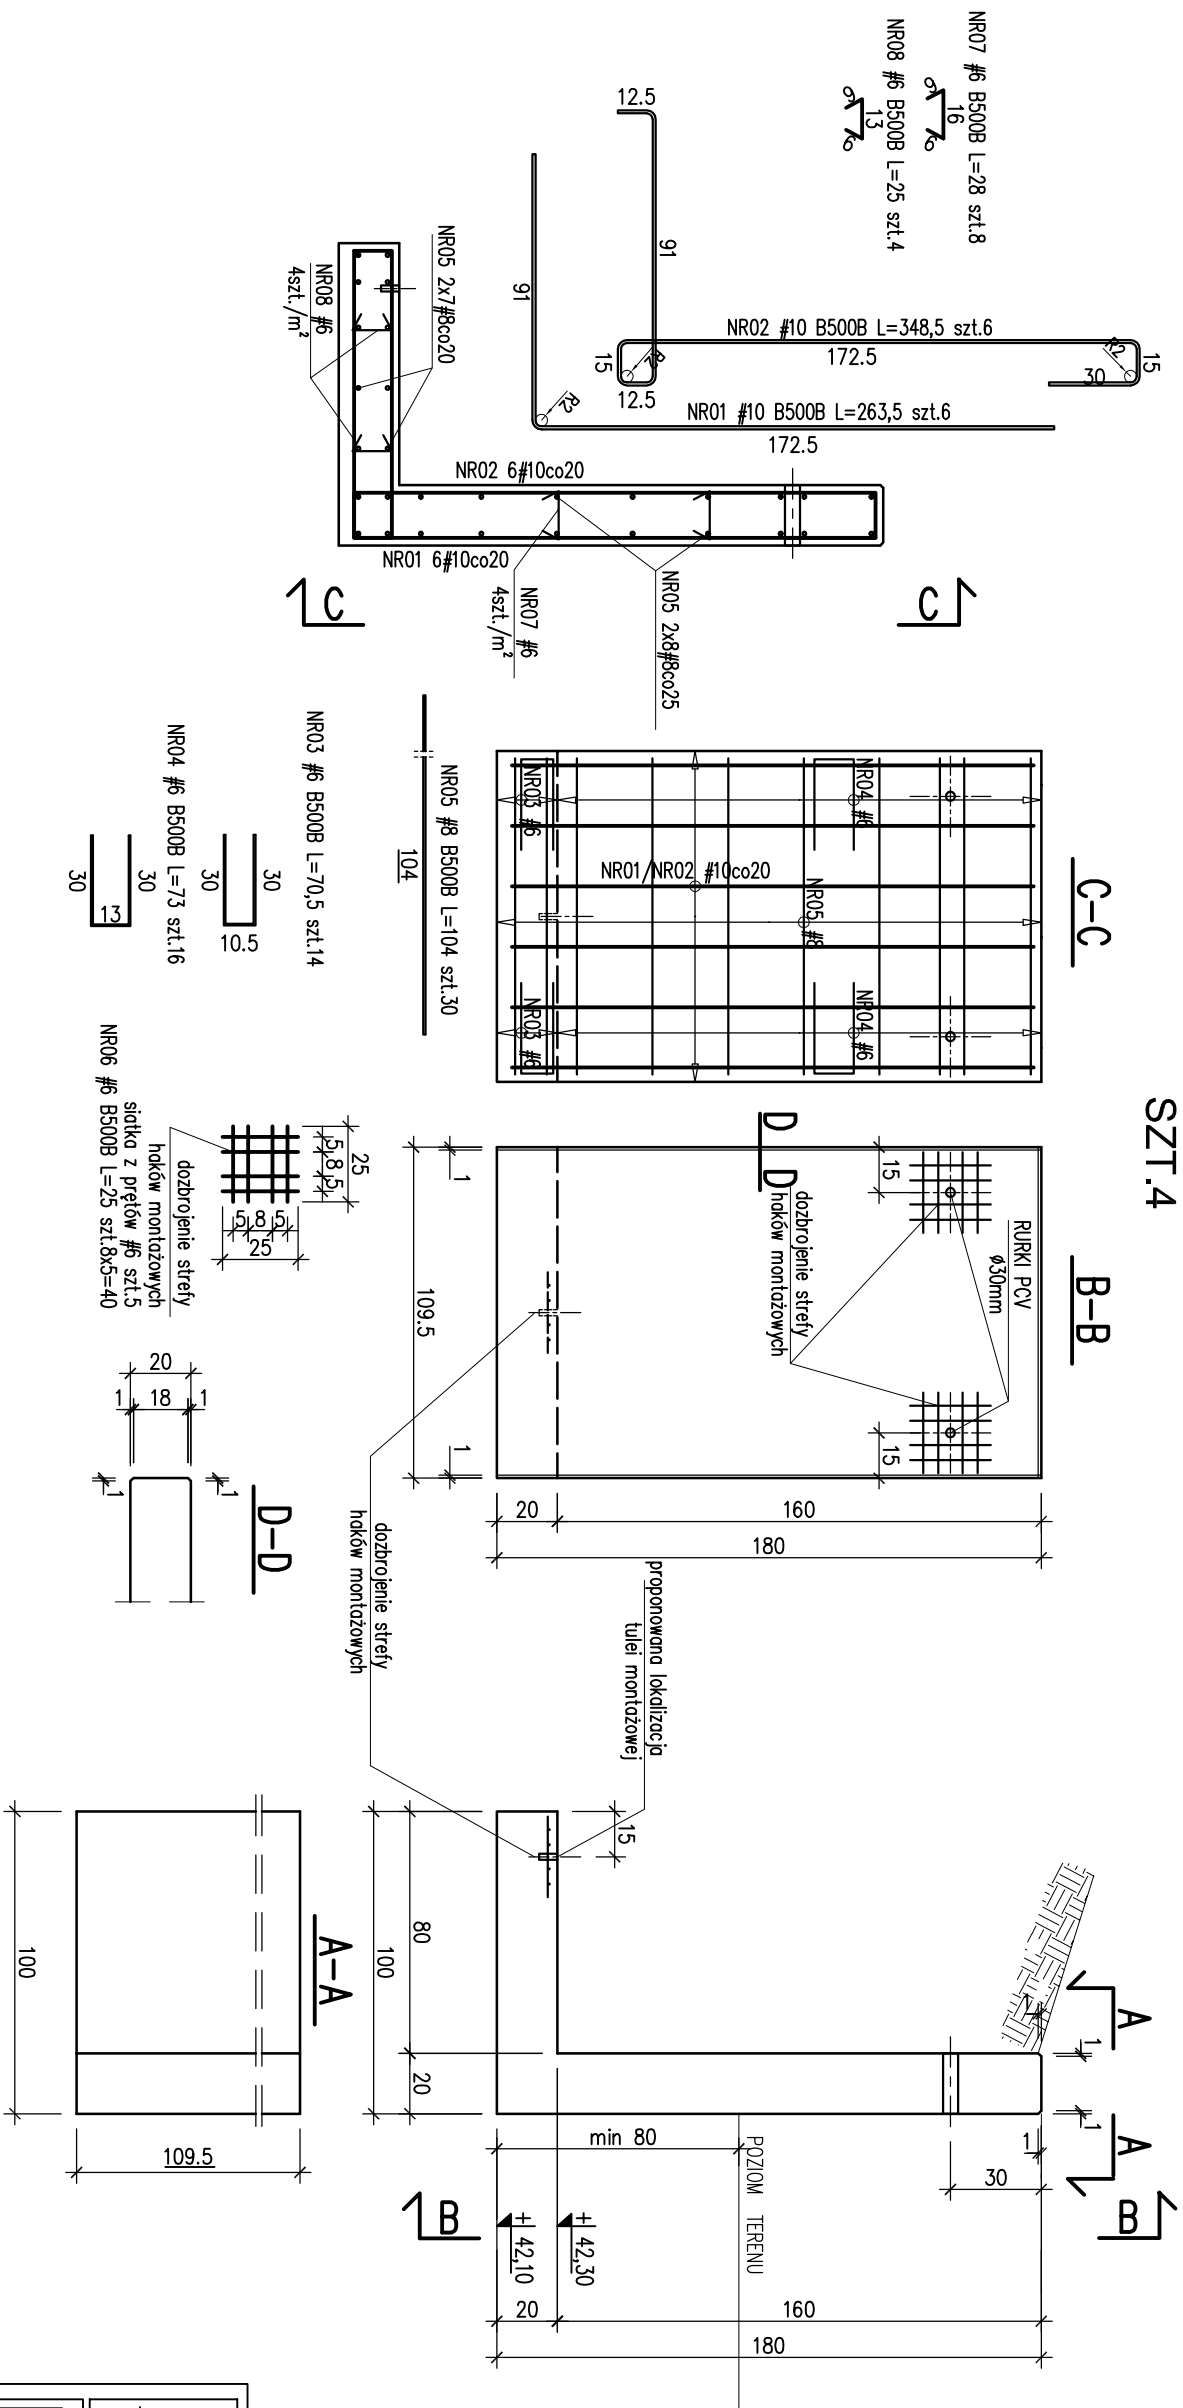 SZT.4
NR07 #6 B500B L=28 szt.8
16
6
6
NR08 #6 B500B L=25 szt.4
13
6
6
12.5
91
NR02 #10 B500B L=348,5 szt.6
172.5
15
R2
30
15
R2
12.5
91
R2
NR01 #10 B500B L=263,5 szt.6
172.5
NR05 2x7#8co20
NR08 #6
4szt./m²
NR02 6#10co20
NR01 6#10co20
NR07 #6
4szt./m²
NR05 2x8#8co25
C
C
C-C
NR03 #6
NR04 #6
NR01/NR02 #10co20
NR05 #8
NR03 #6
NR04 #6
NR05 #8 B500B L=104 szt.30
104
NR03 #6 B500B L=70,5 szt.14
30
30
10.5
NR04 #6 B500B L=73 szt.16
30
30
13
B-B
D
D
15
15
RURKI PCV
ø30mm
dozbrojenie strefy
haków montażowych
1
109.5
1
20
160
180
25
5
8
5
5
8
5
25
dozbrojenie strefy
haków montażowych
siatka z prętów #6 szt.5
NR06 #6 B500B L=25 szt.8x5=40
D-D
20
1
18
1
1
1
dozbrojenie strefy
haków montażowych
proponowana lokalizacja
tulei montażowej
15
A
A
1
1
1
30
B
B
80
20
100
min 80
POZIOM TERENU
+ 42,30
+ 42,10
20
160
180
A-A
109.5
100